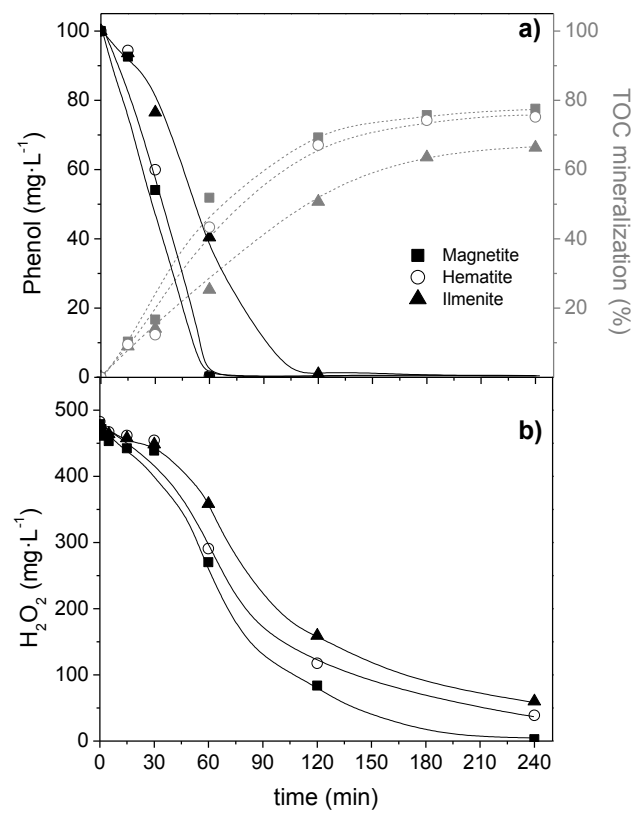 a)
100
80
60
40
20
0
Phenol (mg·L⁻¹)
100
80
60
40
20
TOC mineralization (%)
Magnetite
Hematite
Ilmenite
b)
500
400
300
200
100
0
H₂O₂ (mg·L⁻¹)
0 30 60 90 120 150 180 210 240
time (min)